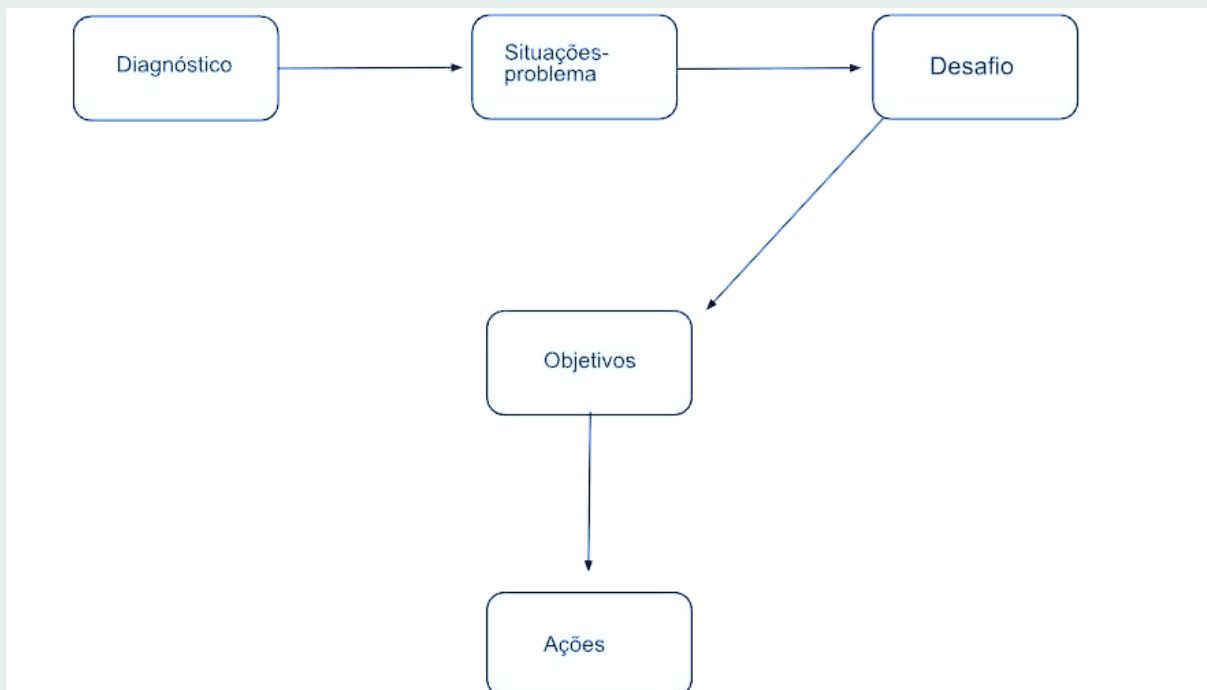 Diagnóstico
Situações-
problema
Desafio
Objetivos
Ações